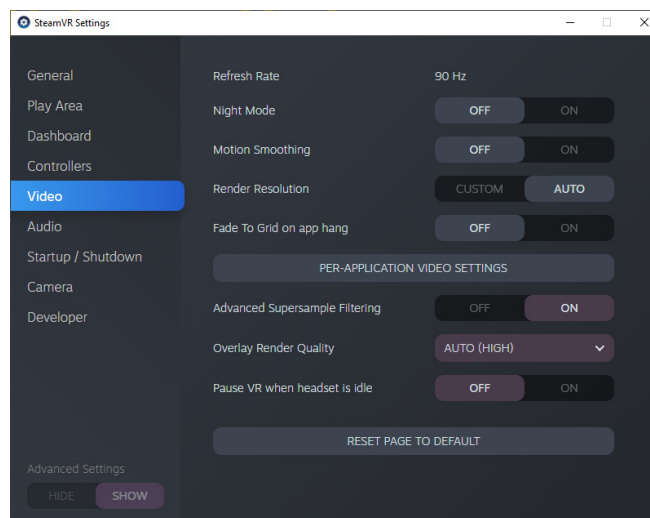 SteamVR Settings
General
Play Area
Dashboard
Controllers
Video
Audio
Startup / Shutdown
Camera
Developer
Advanced Settings
HIDE SHOW
Refresh Rate 90 Hz
Night Mode OFF ON
Motion Smoothing OFF ON
Render Resolution CUSTOM AUTO
Fade To Grid on app hang OFF ON
PER-APPLICATION VIDEO SETTINGS
Advanced Supersample Filtering OFF ON
Overlay Render Quality AUTO (HIGH)
Pause VR when headset is idle OFF ON
RESET PAGE TO DEFAULT